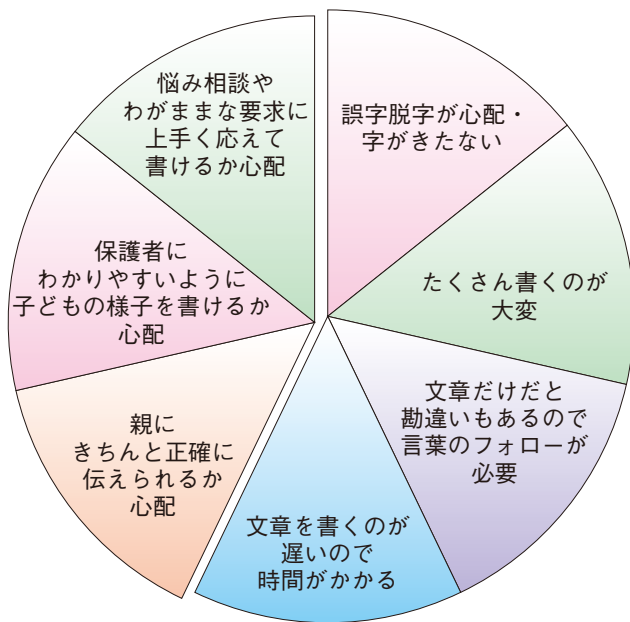 誤字脱字が心配・
字がきたない
たくさん書くのが
大変
文章だけだと
勘違いもあるので
言葉のフォローが
必要
文章を書くのが
遅いので
時間がかかる
親に
きちんと正確に
伝えられるか
心配
保護者に
わかりやすいように
子どもの様子を書けるか
心配
悩み相談や
わがままな要求に
上手く応えて
書けるか心配